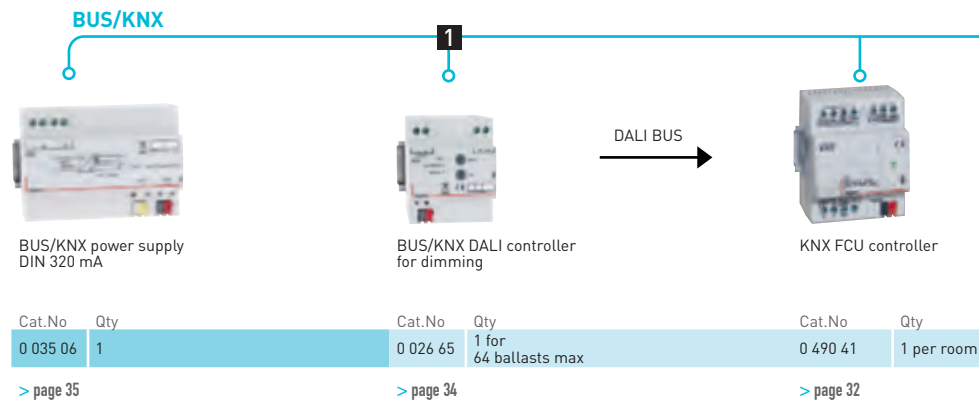 BUS/KNX
1
DALI BUS
BUS/KNX power supply
DIN 320 mA
BUS/KNX DALI controller
for dimming
KNX FCU controller
Cat.No Qty
0 035 06 1
Cat.No Qty
0 026 65 1 for
64 ballasts max
Cat.No Qty
0 490 41 1 per room
> page 35
> page 34
> page 32